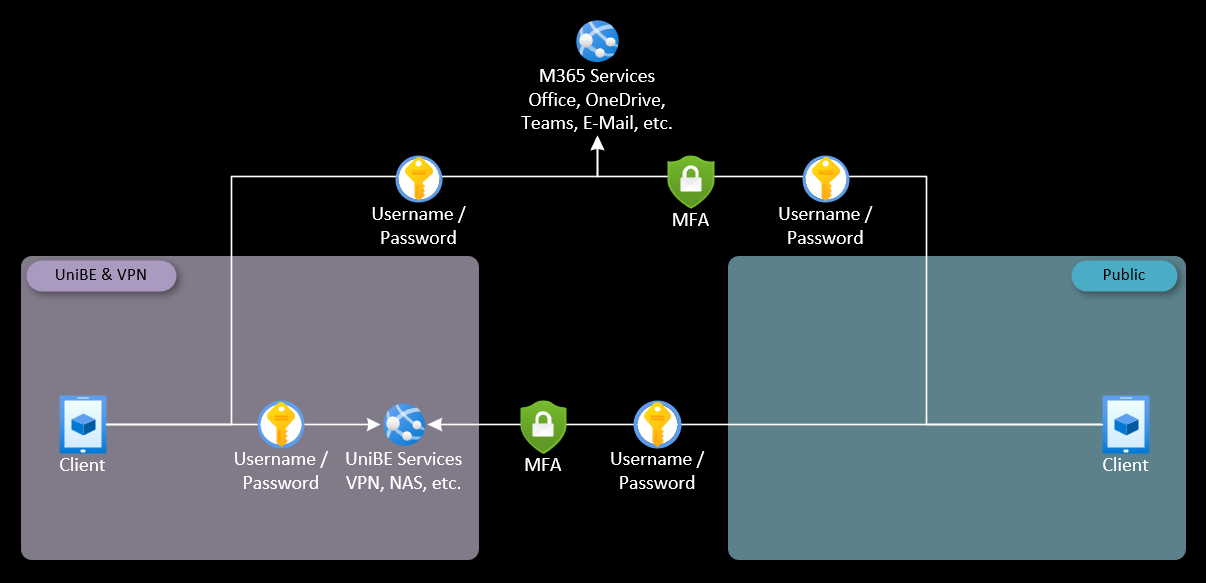 M365 Services
Office, OneDrive,
Teams, E-Mail, etc.
Username /
Password
MFA
Username /
Password
UniBE & VPN
Public
Client
Username /
Password
UniBE Services
VPN, NAS, etc.
MFA
Username /
Password
Client